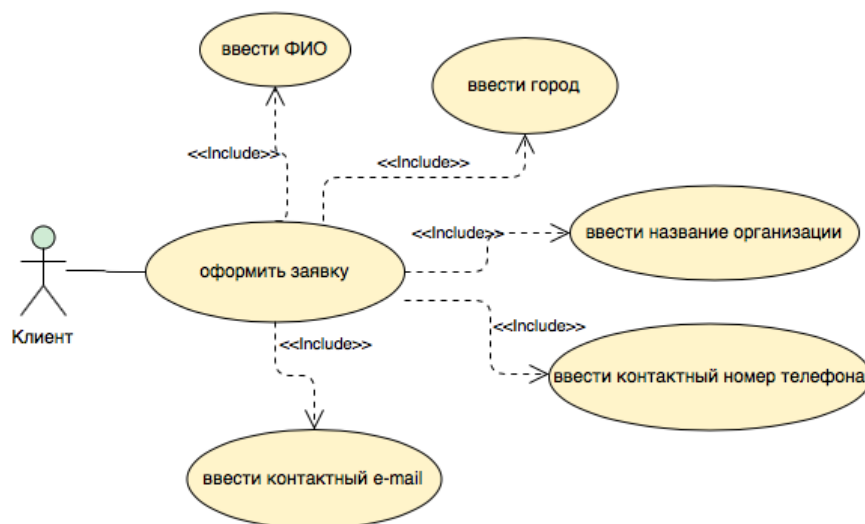 ввести ФИО
ввести город
<<Include>>
<<Include>>
<<Include>>
ввести название организации
оформить заявку
Клиент
<<Include>>
<<Include>>
ввести контактный номер телефона
ввести контактный e-mail